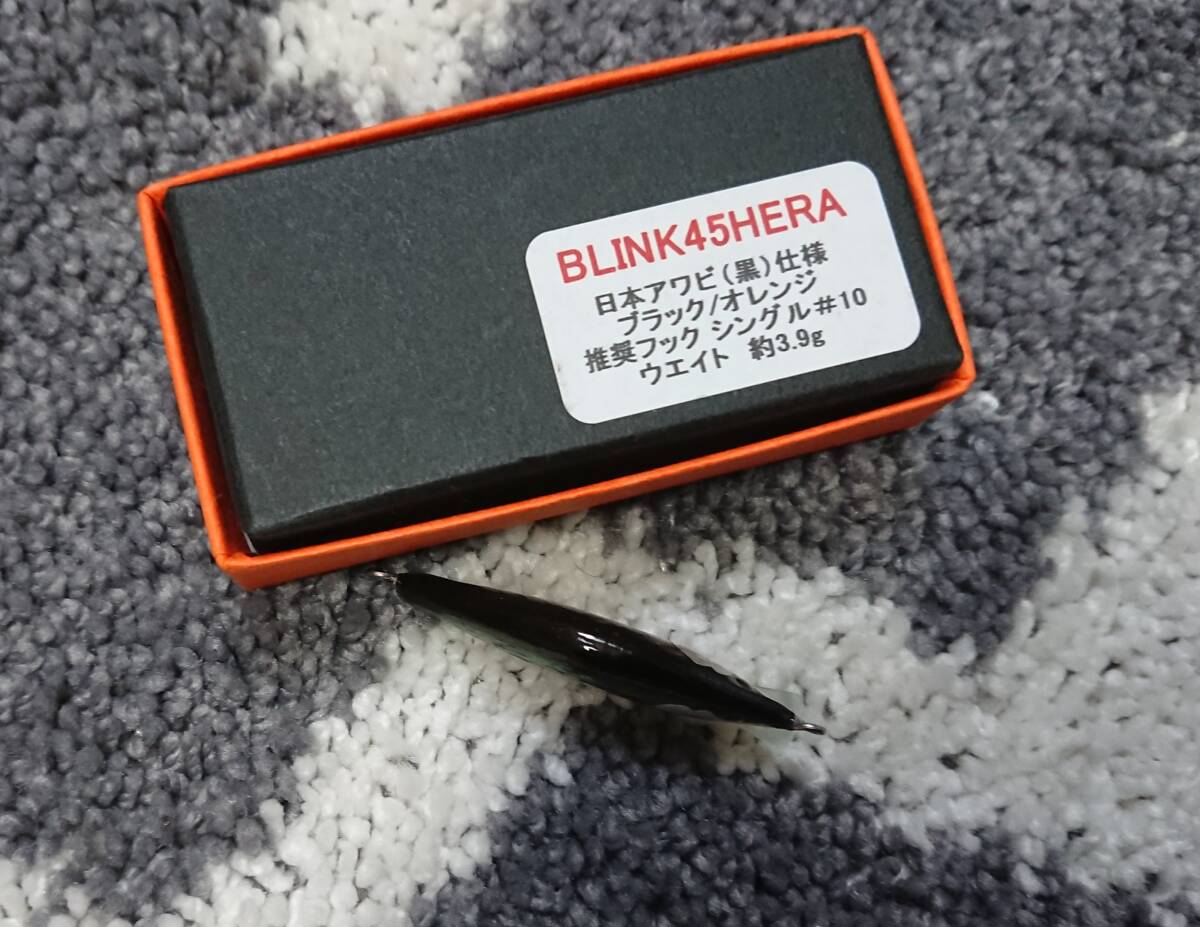 BLINK45HERA
日本アワビ(黒)仕様
ブラック/オレンジ
推奨フック シングル#10
ウエイト 約3.9g